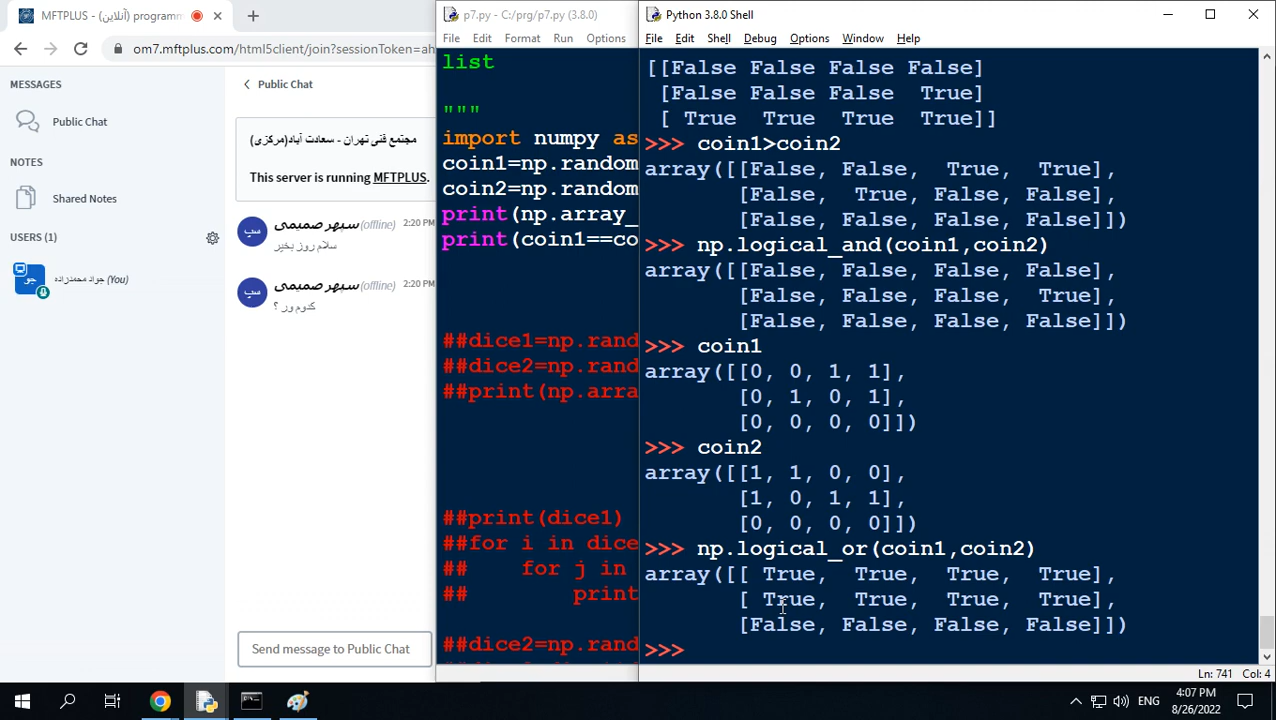 MFTPLUS - (آنلاین) programm
om7.mftplus.com/html5client/join?sessionToken=ah
MESSAGES
Public Chat
NOTES
Shared Notes
USERS (1)
جو
جواد محمدزاده (You)
Public Chat
مجتمع فنی تهران - سعادت آباد(مرکزی)
This server is running MFTPLUS.
سپ
سپهر صمیمی (offline)
2:20 PM
سلام روز بخیر
سپ
سپهر صمیمی (offline)
2:20 PM
کدوم ور ؟
Send message to Public Chat
p7.py - C:/prg/p7.py (3.8.0)
File Edit Format Run Options
list
"""
import numpy as
coin1=np.random
coin2=np.random
print(np.array_
print(coin1==co
##dice1=np.rand
##dice2=np.rand
##print(np.arra
##print(dice1)
##for i in dice
## for j in
## print
##dice2=np.rand
Python 3.8.0 Shell
File Edit Shell Debug Options Window Help
[[False False False False]
[False False False True]
[ True True True True]]
>>> coin1>coin2
array([[False, False, True, True],
[False, True, False, False],
[False, False, False, False]])
>>> np.logical_and(coin1,coin2)
array([[False, False, False, False],
[False, False, False, True],
[False, False, False, False]])
>>> coin1
array([[0, 0, 1, 1],
[0, 1, 0, 1],
[0, 0, 0, 0]])
>>> coin2
array([[1, 1, 0, 0],
[1, 0, 1, 1],
[0, 0, 0, 0]])
>>> np.logical_or(coin1,coin2)
array([[ True, True, True, True],
[ True, True, True, True],
[False, False, False, False]])
>>>
Ln: 741 Col: 4
ENG
4:07 PM
8/26/2022